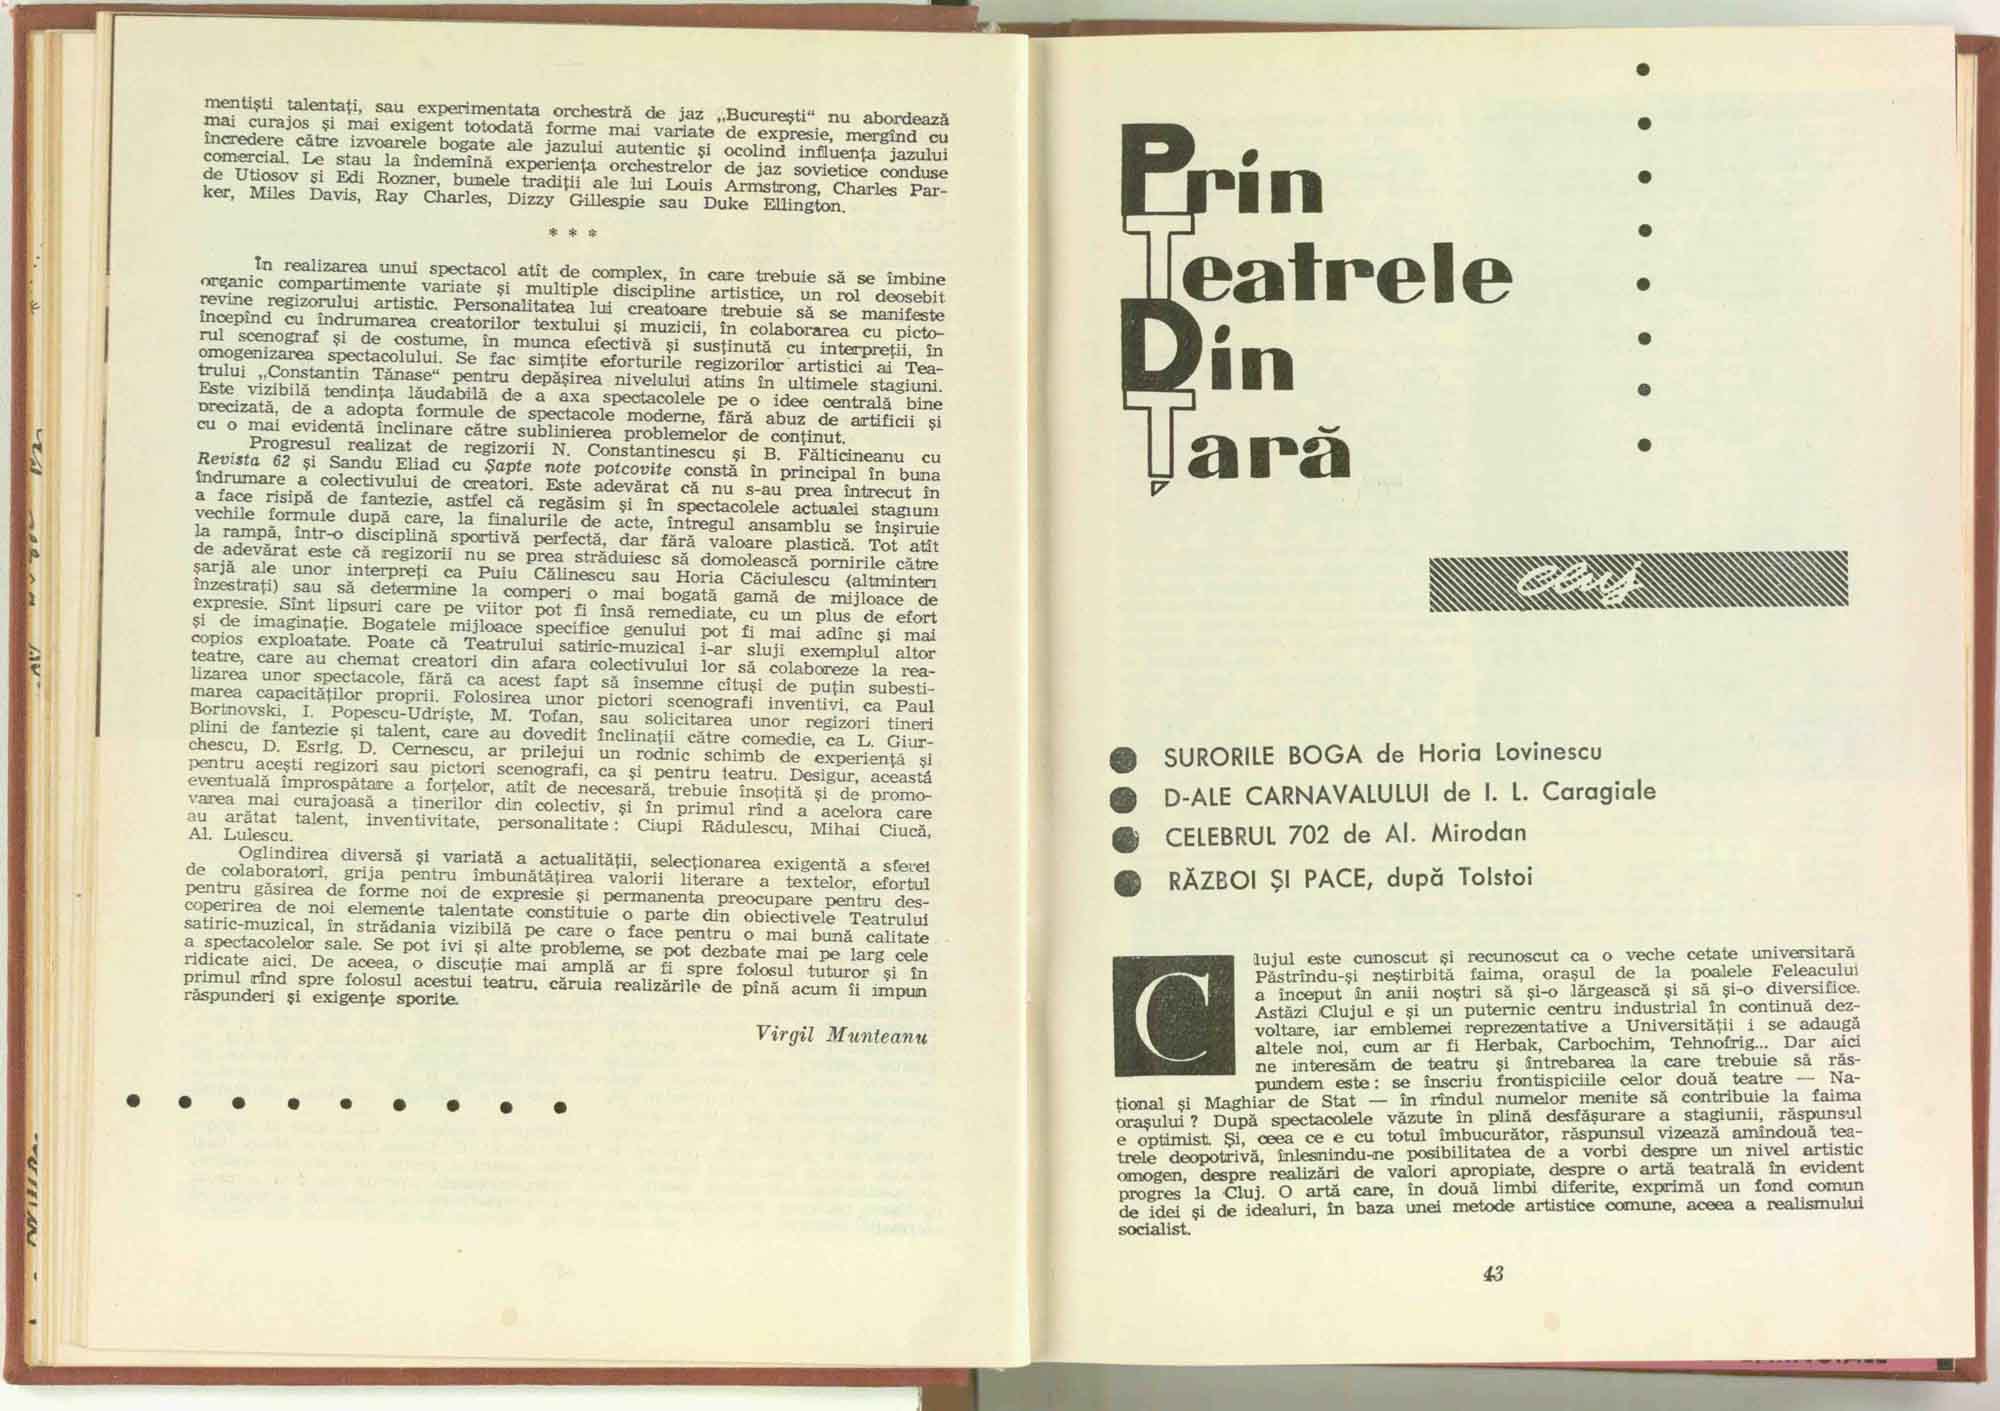 mentiști talentați, sau experimentata orchestră de jaz „București“ nu abordează
mai curajos și mai exigent totodată forme mai variate de expresie, mergînd cu
încredere către izvoarele bogate ale jazului autentic și ocolind influența jazului
comercial. Le stau la îndemînă experiența orchestrelor de jaz sovietice conduse
de Utiosov și Edi Rozner, bunele tradiții ale lui Louis Armstrong, Charles Par-
ker, Miles Davis, Ray Charles, Dizzy Gillespie sau Duke Ellington.
* * *
În realizarea unui spectacol atît de complex, în care trebuie să se îmbine
organic compartimente variate și multiple discipline artistice, un rol deosebit
revine regizorului artistic. Personalitatea lui creatoare trebuie să se manifeste
începînd cu îndrumarea creatorilor textului și muzicii, în colaborarea cu picto-
rul scenograf și de costume, în munca efectivă și susținută cu interpreții, în
omogenizarea spectacolului. Se fac simțite eforturile regizorilor artistici ai Tea-
trului „Constantin Tănase“ pentru depășirea nivelului atins în ultimele stagiuni.
Este vizibilă tendința lăudabilă de a axa spectacolele pe o idee centrală bine
precizată, de a adopta formule de spectacole moderne, fără abuz de artificii și
cu o mai evidentă înclinare către sublinierea problemelor de conținut.
Progresul realizat de regizorii N. Constantinescu și B. Fălticineanu cu
Revista 62 și Sandu Eliad cu Șapte note potcovite constă în principal în buna
îndrumare a colectivului de creatori. Este adevărat că nu s-au prea întrecut în
a face risipă de fantezie, astfel că regăsim și în spectacolele actualei stagiuni
vechile formule după care, la finalurile de acte, întregul ansamblu se înșiruie
la rampă, într-o disciplină sportivă perfectă, dar fără valoare plastică. Tot atît
de adevărat este că regizorii nu se prea străduiesc să domolească pornirile către
șarjă ale unor interpreți ca Puiu Călinescu sau Horia Căciulescu (altminteri
înzestrați) sau să determine la comperi o mai bogată gamă de mijloace de
expresie. Sînt lipsuri care pe viitor pot fi însă remediate, cu un plus de efort
și de imaginație. Bogatele mijloace specifice genului pot fi mai adînc și mai
copios exploatate. Poate că Teatrului satiric-muzical i-ar sluji exemplul altor
teatre, care au chemat creatori din afara colectivului lor să colaboreze la rea-
lizarea unor spectacole, fără ca acest fapt să însemne cîtuși de puțin subesti-
marea capacităților proprii. Folosirea unor pictori scenografi inventivi, ca Paul
Bortnovski, I. Popescu-Udriște, M. Tofan, sau solicitarea unor regizori tineri
plini de fantezie și talent, care au dovedit înclinații către comedie, ca L. Giur-
chescu, D. Esrig, D. Cernescu, ar prilejui un rodnic schimb de experiență și
pentru acești regizori sau pictori scenografi, ca și pentru teatru. Desigur, această
eventuală împrospătare a forțelor, atît de necesară, trebuie însoțită și de promo-
varea mai curajoasă a tinerilor din colectiv, și în primul rînd a acelora care
au arătat talent, inventivitate, personalitate : Ciupi Rădulescu, Mihai Ciucă,
Al. Lulescu.
Oglindirea diversă și variată a actualității, selecționarea exigentă a sferei
de colaboratori, grija pentru îmbunătățirea valorii literare a textelor, efortul
pentru găsirea de forme noi de expresie și permanenta preocupare pentru des-
coperirea de noi elemente talentate constituie o parte din obiectivele Teatrului
satiric-muzical, în strădania vizibilă pe care o face pentru o mai bună calitate
a spectacolelor sale. Se pot ivi și alte probleme, se pot dezbate mai pe larg cele
ridicate aici. De aceea, o discuție mai amplă ar fi spre folosul tuturor și în
primul rînd spre folosul acestui teatru, căruia realizările de pînă acum îi impun
răspunderi și exigențe sporite.
Virgil Munteanu
Prin
Teatrele
Din
Țară
cluj
SURORILE BOGA de Horia Lovinescu
D-ALE CARNAVALULUI de I. L. Caragiale
CELEBRUL 702 de Al. Mirodan
RĂZBOI ȘI PACE, după Tolstoi
Clujul este cunoscut și recunoscut ca o veche cetate universitară
Păstrîndu-și neștirbită faima, orașul de la poalele Feleacului
a început în anii noștri să și-o lărgească și să și-o diversifice.
Astăzi Clujul e și un puternic centru industrial în continuă dez-
voltare, iar emblemei reprezentative a Universității i se adaugă
altele noi, cum ar fi Herbak, Carbochim, Tehnofrig... Dar aici
ne interesăm de teatru și întrebarea la care trebuie să răs-
pundem este : se înscriu frontispiciile celor două teatre — Na-
țional și Maghiar de Stat — în rîndul numelor menite să contribuie la faima
orașului ? După spectacolele văzute în plină desfășurare a stagiunii, răspunsul
e optimist. Și, ceea ce e cu totul îmbucurător, răspunsul vizează amîndouă tea-
trele deopotrivă, înlesnindu-ne posibilitatea de a vorbi despre un nivel artistic
omogen, despre realizări de valori apropiate, despre o artă teatrală în evident
progres la Cluj. O artă care, în două limbi diferite, exprimă un fond comun
de idei și de idealuri, în baza unei metode artistice comune, aceea a realismului
socialist.
43